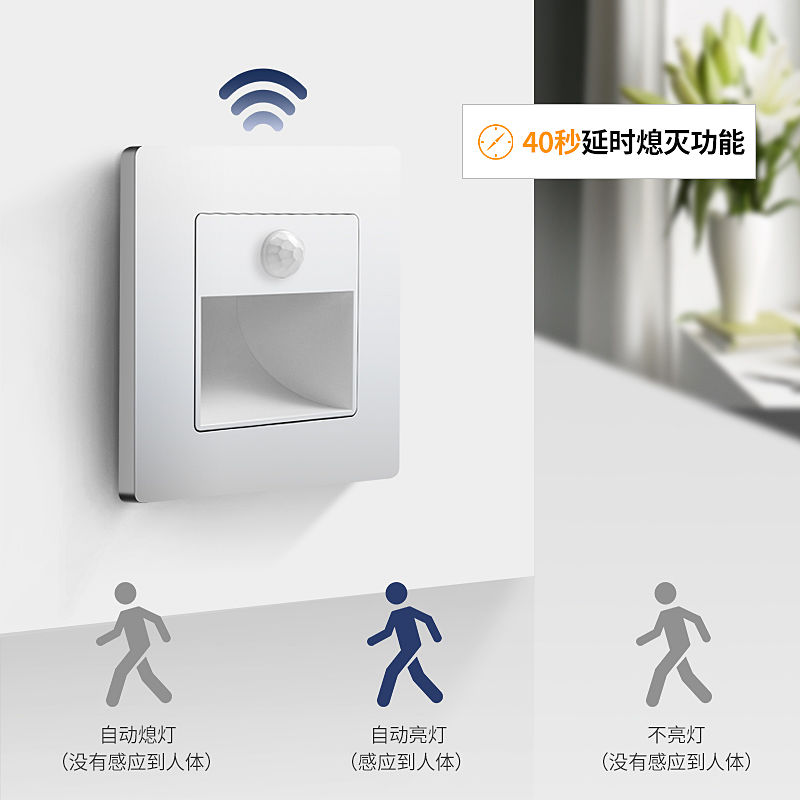 40秒延时熄灭功能
自动熄灯
（没有感应到人体）
自动亮灯
（感应到人体）
不亮灯
（没有感应到人体）